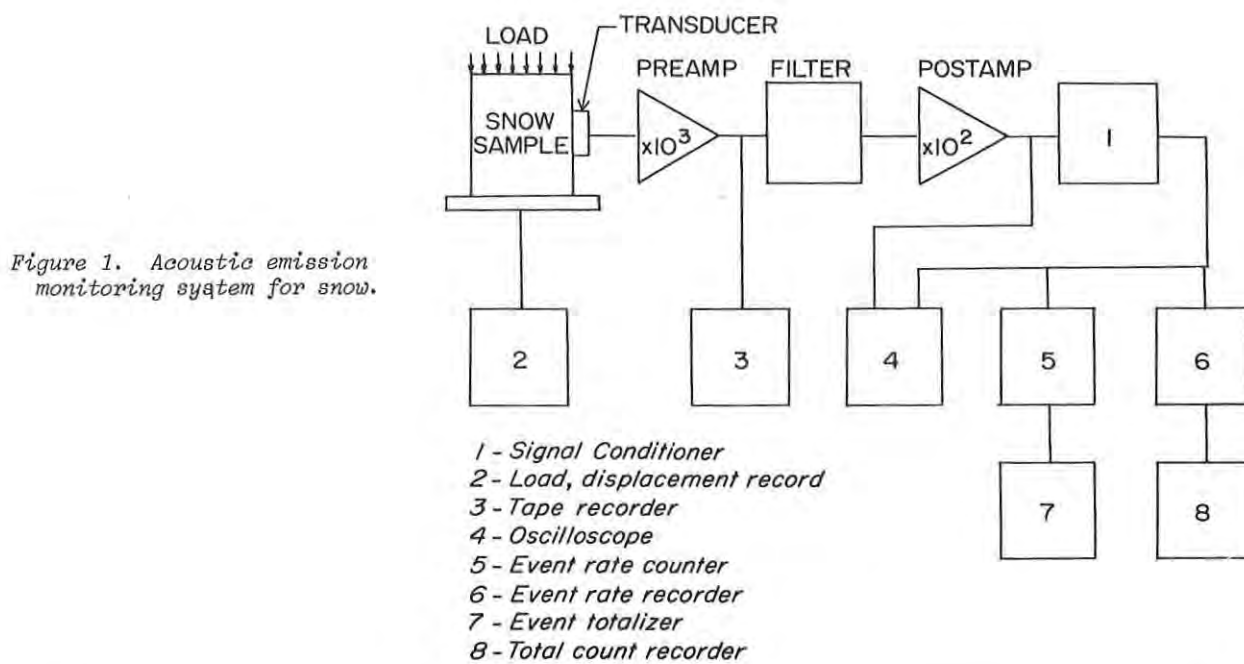 LOAD
TRANSDUCER
PREAMP
FILTER
POSTAMP
SNOW
SAMPLE
x10³
x10²
1
Figure 1. Acoustic emission
monitoring system for snow.
2
3
4
5
6
7
8
1 - Signal Conditioner
2 - Load, displacement record
3 - Tape recorder
4 - Oscilloscope
5 - Event rate counter
6 - Event rate recorder
7 - Event totalizer
8 - Total count recorder